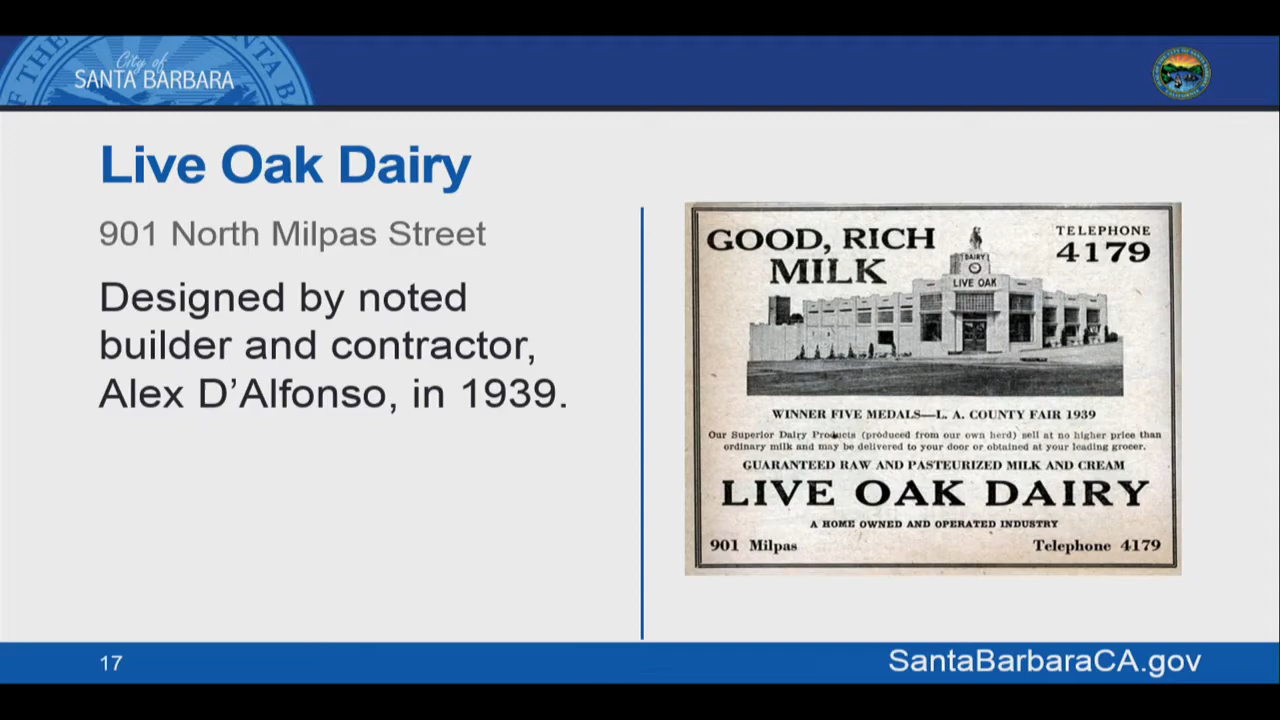 City of
SANTA BARBARA
Live Oak Dairy
901 North Milpas Street
Designed by noted
builder and contractor,
Alex D’Alfonso, in 1939.
GOOD, RICH
MILK
TELEPHONE
4179
DAIRY
LIVE OAK
WINNER FIVE MEDALS—L. A. COUNTY FAIR 1939
Our Superior Dairy Products (produced from our own herd) sell at no higher price than
ordinary milk and may be delivered to your door or obtained at your leading grocer.
GUARANTEED RAW AND PASTEURIZED MILK AND CREAM
LIVE OAK DAIRY
A HOME OWNED AND OPERATED INDUSTRY
901 Milpas
Telephone 4179
17
SantaBarbaraCA.gov